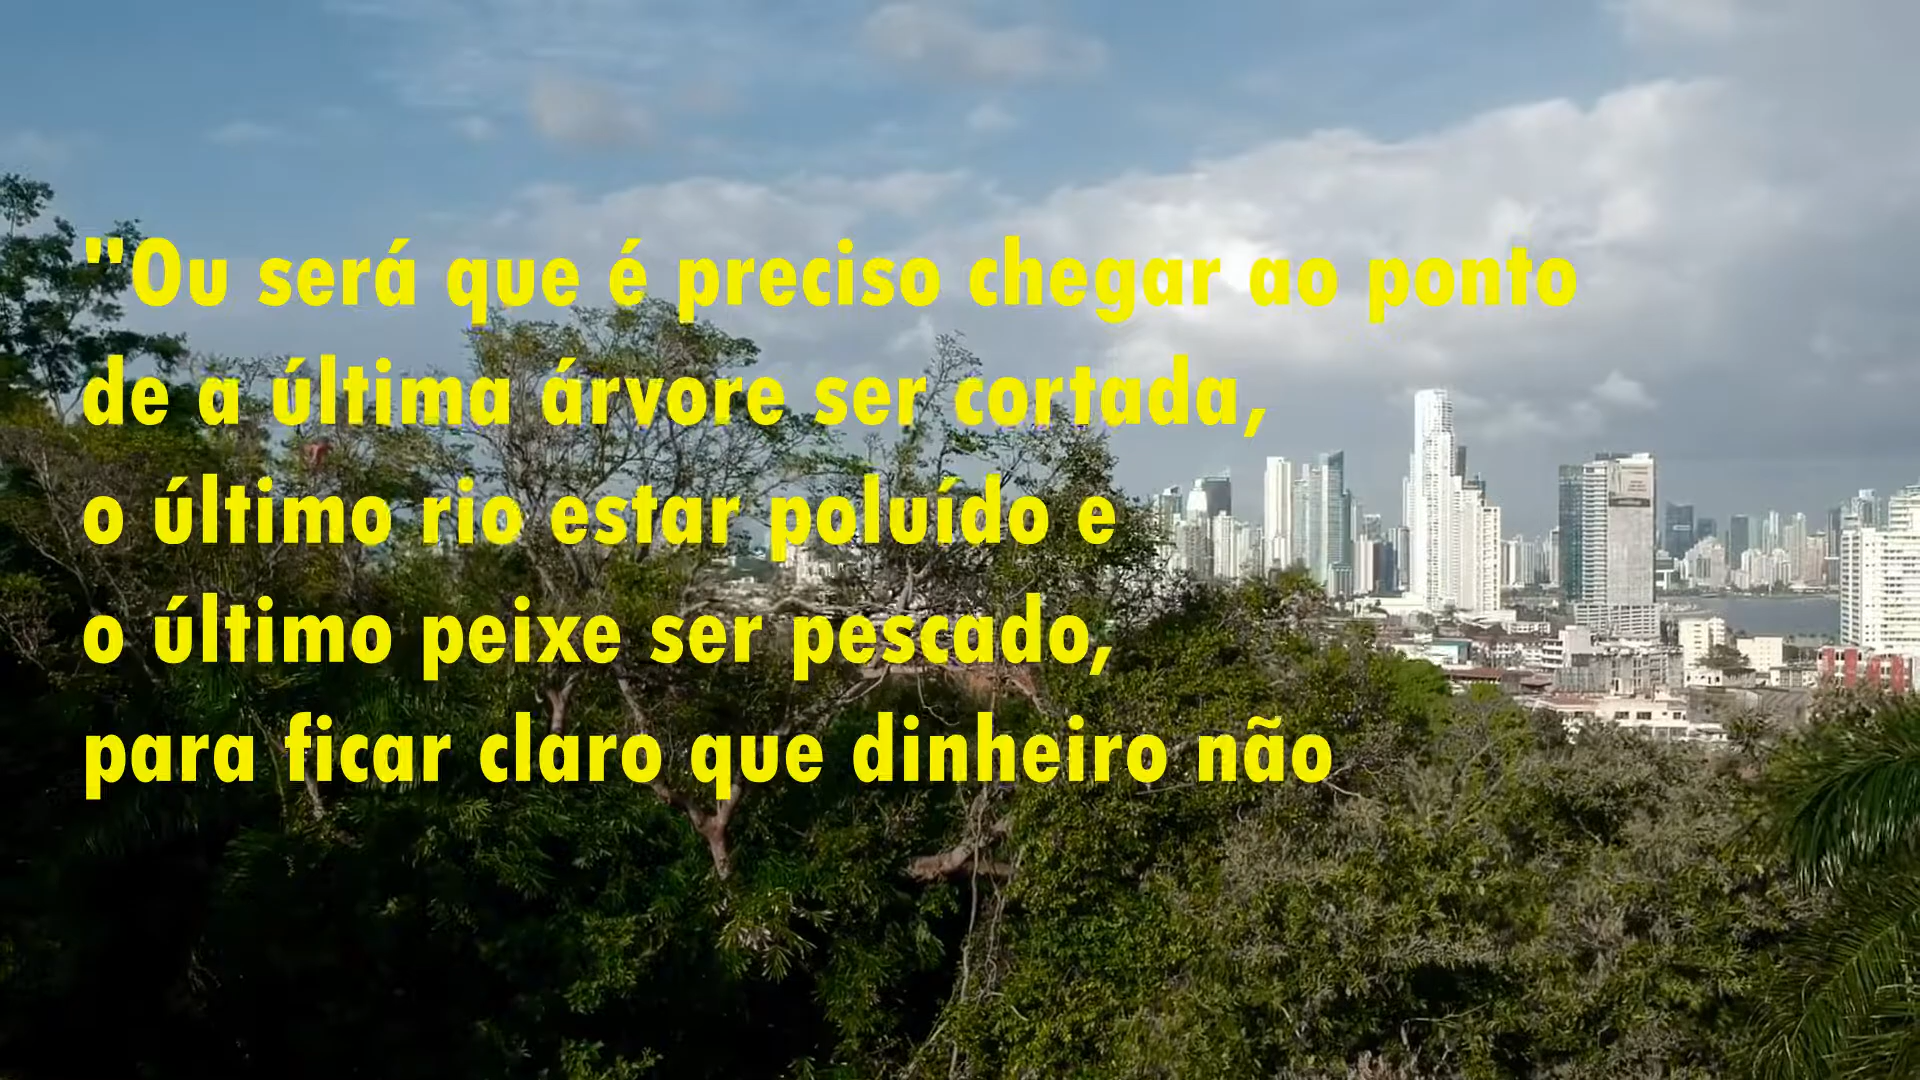 "Ou será que é preciso chegar ao ponto
de a última árvore ser cortada,
o último rio estar poluído e
o último peixe ser pescado,
para ficar claro que dinheiro não